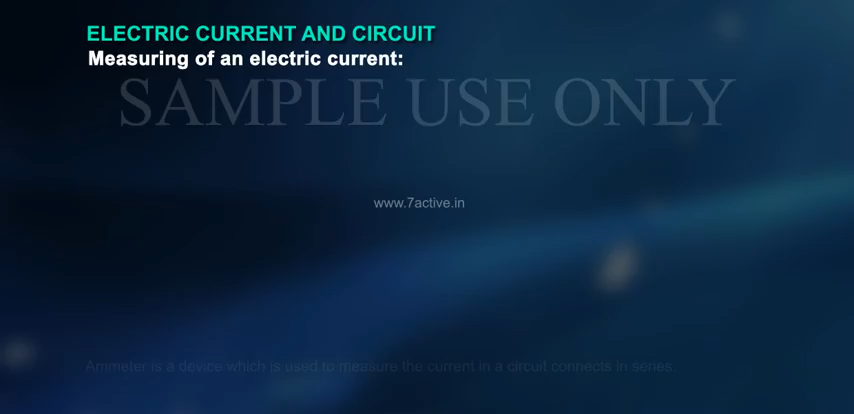 ELECTRIC CURRENT AND CIRCUIT
Measuring of an electric current:
SAMPLE USE ONLY
www.7active.in
Ammeter is a device which is used to measure the current in a circuit connects in series.